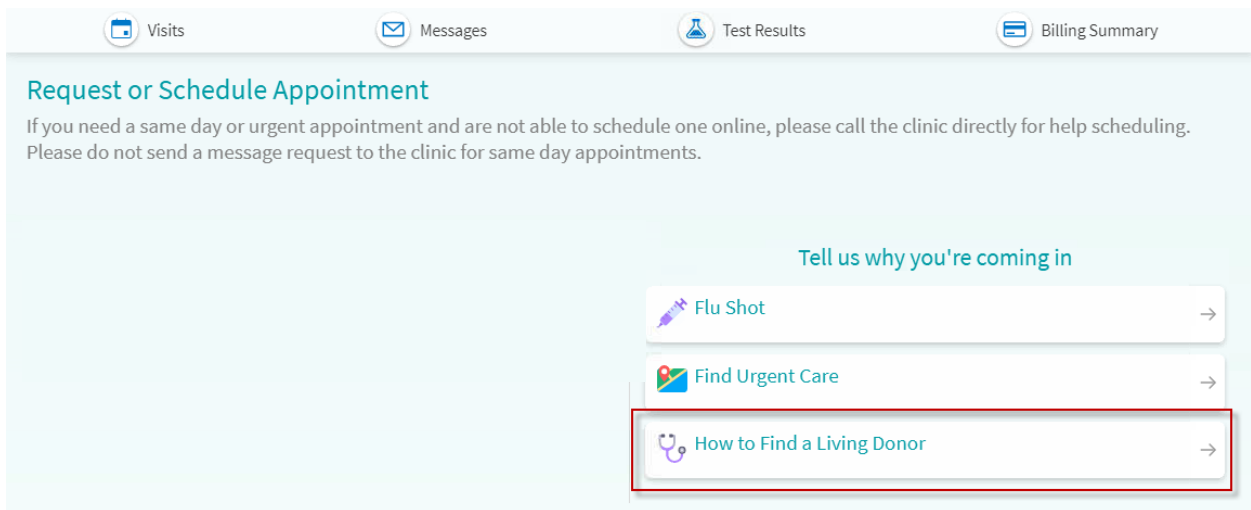 Visits
Messages
Test Results
Billing Summary
Request or Schedule Appointment
If you need a same day or urgent appointment and are not able to schedule one online, please call the clinic directly for help scheduling.
Please do not send a message request to the clinic for same day appointments.
Tell us why you're coming in
Flu Shot
Find Urgent Care
How to Find a Living Donor